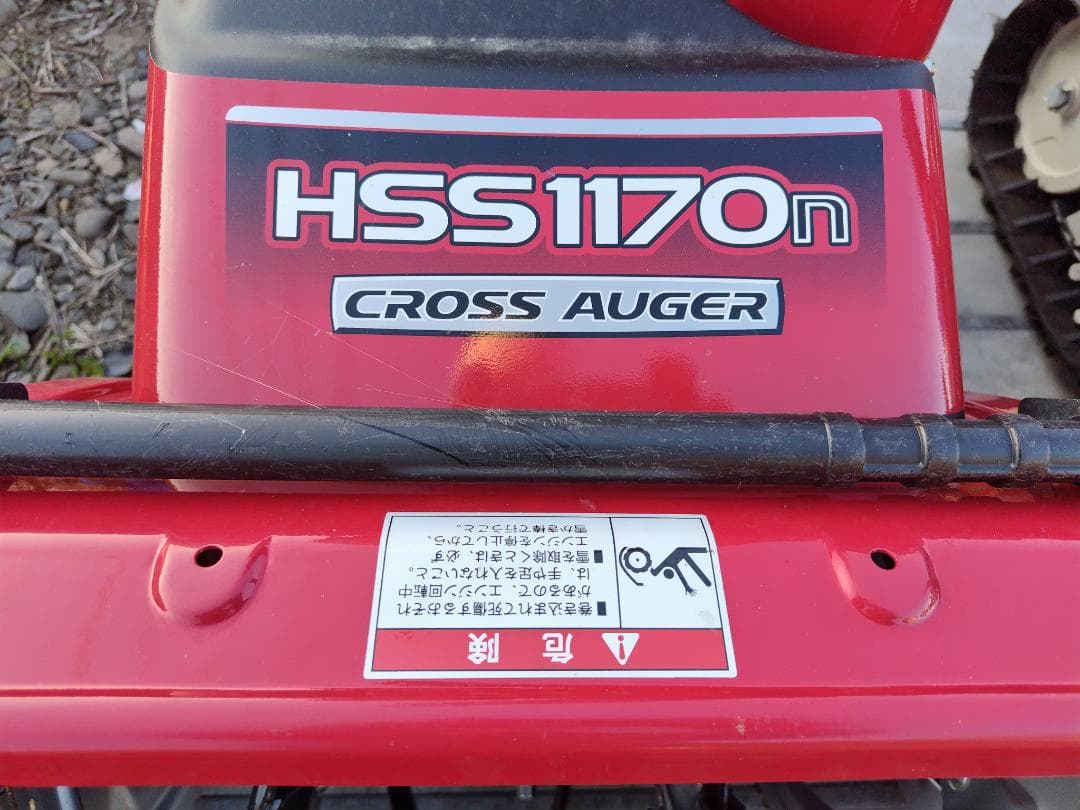 HSS1170n
CROSS AUGER
危険
■巻き込まれて死傷するおそれ
があるので、エンジン回転中
は、手や足を入れないこと。
■雪を取除くときは、必ず
エンジンを停止してから、
雪かき棒で行うこと。